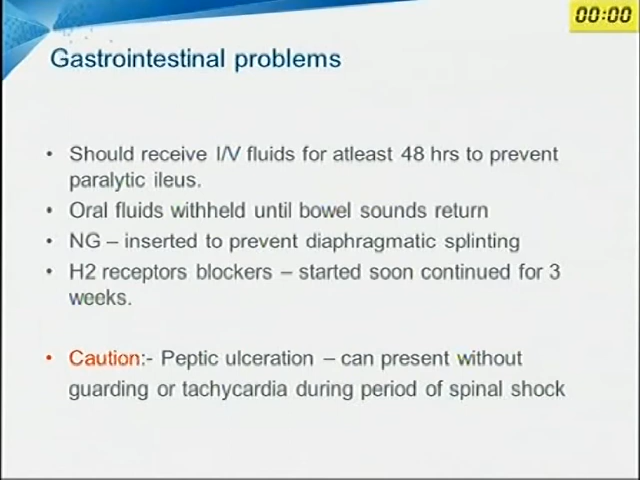 00:00
Gastrointestinal problems
• Should receive I/V fluids for atleast 48 hrs to prevent
paralytic ileus.
• Oral fluids withheld until bowel sounds return
• NG – inserted to prevent diaphragmatic splinting
• H2 receptors blockers – started soon continued for 3
weeks.
• Caution:- Peptic ulceration – can present without
guarding or tachycardia during period of spinal shock